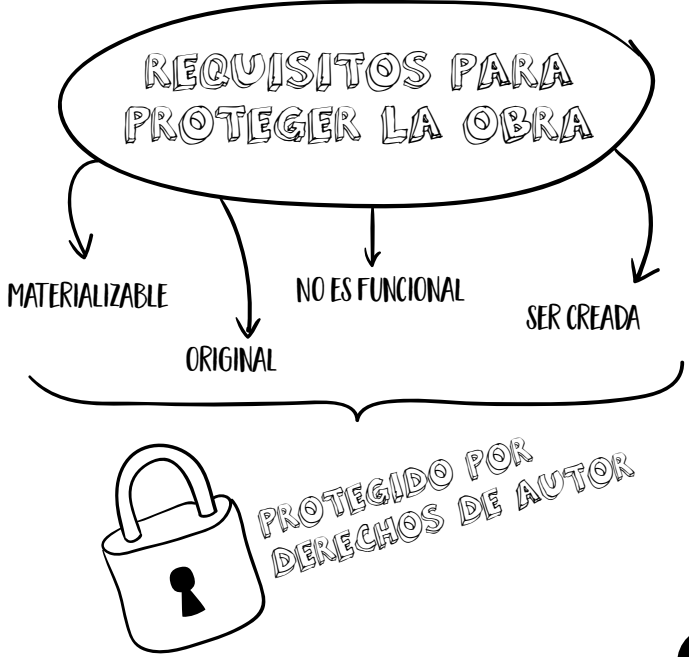 REQUISITOS PARA
PROTEGER LA OBRA
MATERIALIZABLE
ORIGINAL
NO ES FUNCIONAL
SER CREADA
PROTEGIDO POR
DERECHOS DE AUTOR